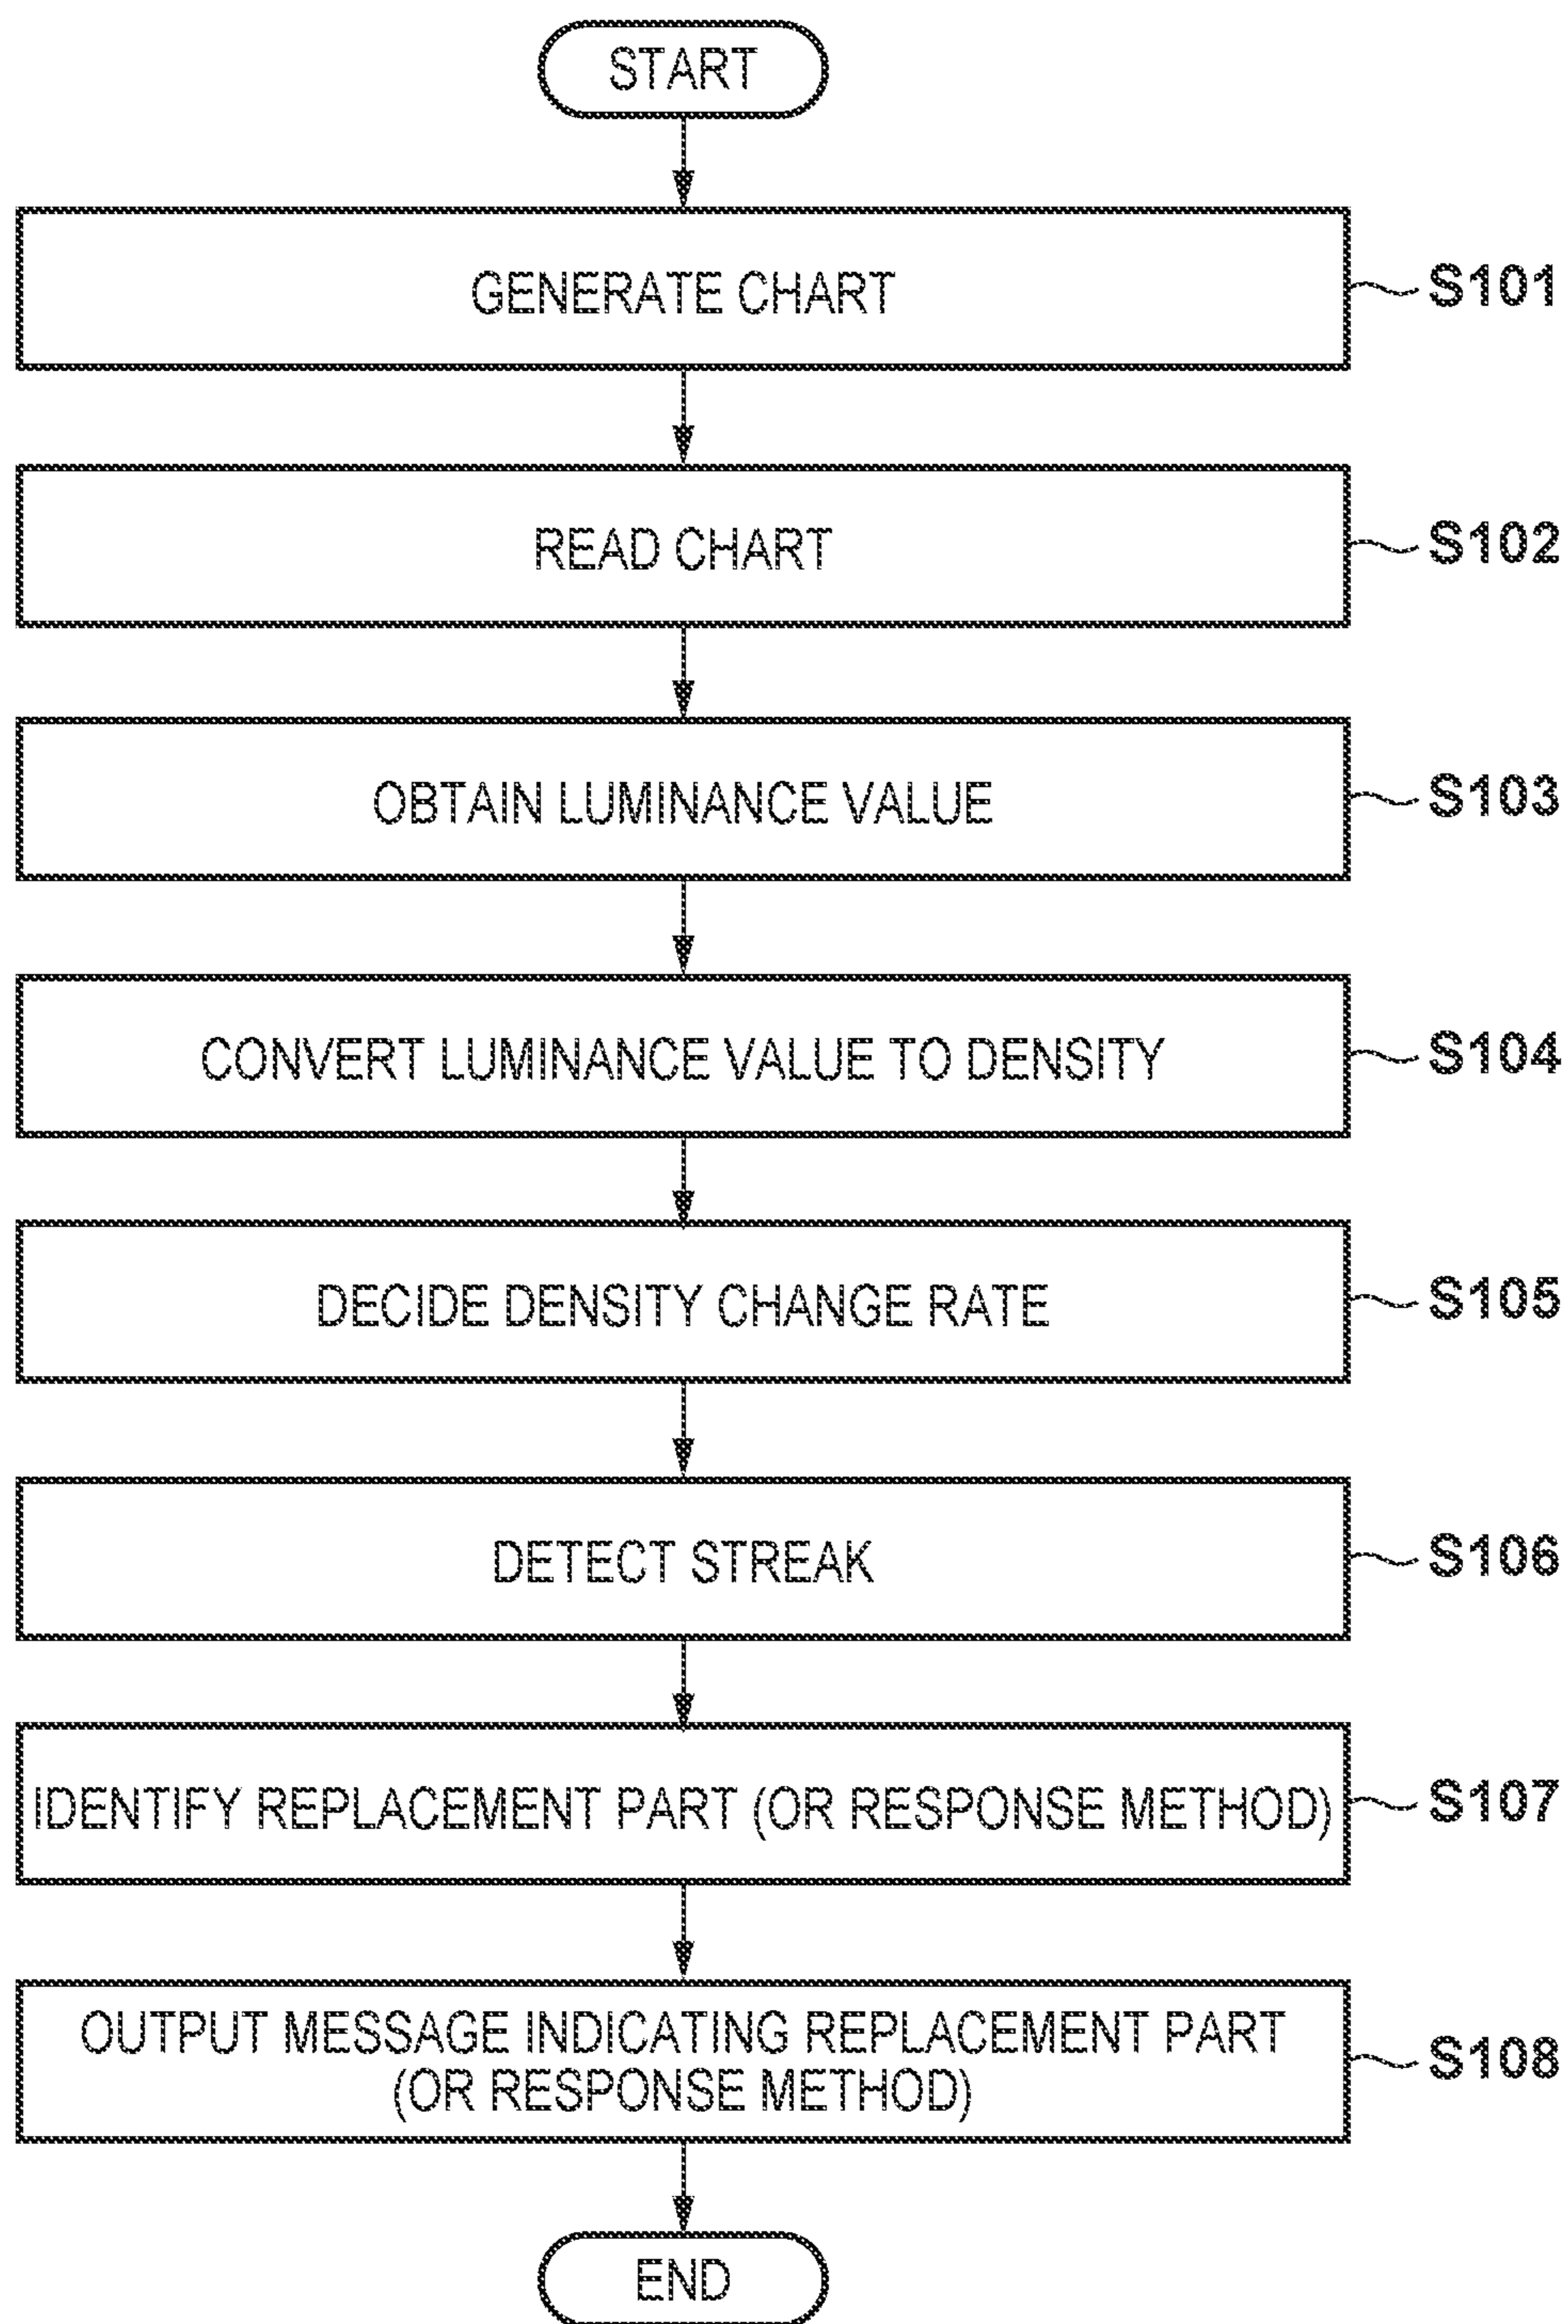 START
GENERATE CHART
S101
READ CHART
S102
OBTAIN LUMINANCE VALUE
S103
CONVERT LUMINANCE VALUE TO DENSITY
S104
DECIDE DENSITY CHANGE RATE
S105
DETECT STREAK
S106
IDENTIFY REPLACEMENT PART (OR RESPONSE METHOD)
S107
OUTPUT MESSAGE INDICATING REPLACEMENT PART
(OR RESPONSE METHOD)
S108
END